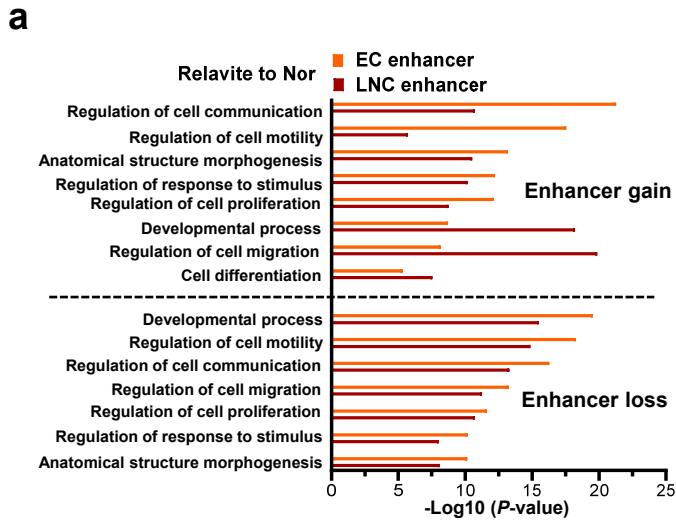 a
Relavite to Nor
EC enhancer
LNC enhancer
Regulation of cell communication
Regulation of cell motility
Anatomical structure morphogenesis
Regulation of response to stimulus
Regulation of cell proliferation
Developmental process
Regulation of cell migration
Cell differentiation
Enhancer gain
Developmental process
Regulation of cell motility
Regulation of cell communication
Regulation of cell migration
Regulation of cell proliferation
Regulation of response to stimulus
Anatomical structure morphogenesis
Enhancer loss
0 5 10 15 20 25
-Log10 (P-value)